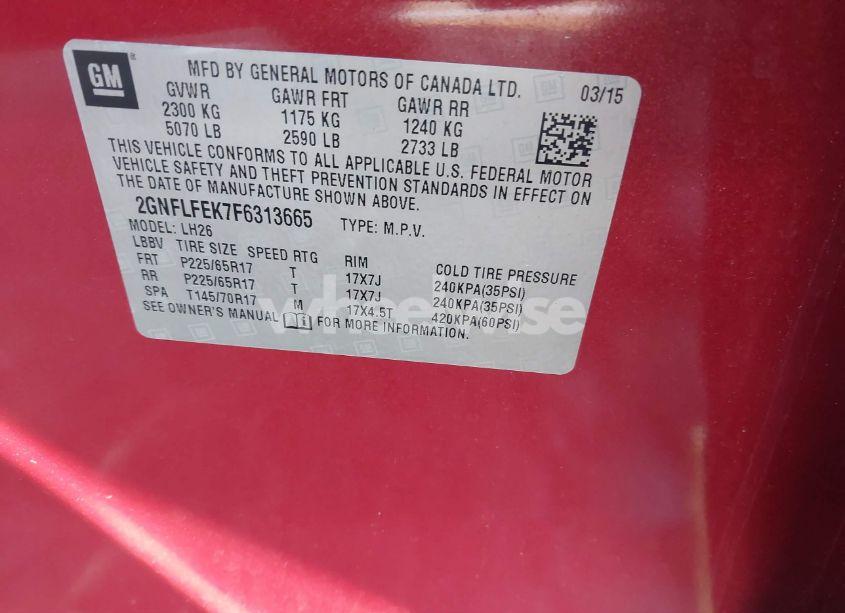 GM ®
MFD BY GENERAL MOTORS OF CANADA LTD. 03/15
GVWR GAWR FRT GAWR RR
2300 KG 1175 KG 1240 KG
5070 LB 2590 LB 2733 LB
THIS VEHICLE CONFORMS TO ALL APPLICABLE U.S. FEDERAL MOTOR
VEHICLE SAFETY AND THEFT PREVENTION STANDARDS IN EFFECT ON
THE DATE OF MANUFACTURE SHOWN ABOVE.
2GNFLFEK7F6313665 TYPE: M.P.V.
MODEL: LH26
LBBV TIRE SIZE SPEED RTG RIM COLD TIRE PRESSURE
FRT P225/65R17 T 17X7J 240KPA(35PSI)
RR P225/65R17 T 17X7J 240KPA(35PSI)
SPA T145/70R17 M 17X4.5T 420KPA(60PSI)
SEE OWNER'S MANUAL FOR MORE INFORMATION.